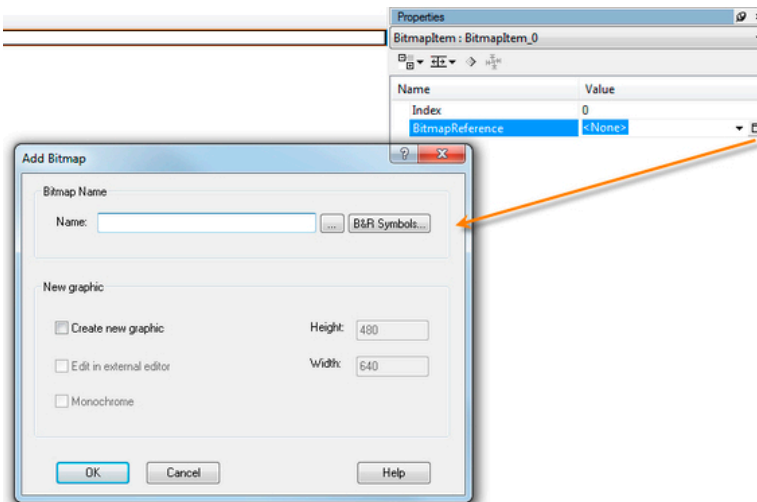 Properties
BitmapItem : BitmapItem_0
Name Value
Index 0
BitmapReference <None>
Add Bitmap
Bitmap Name
Name: ... B&R Symbols...
New graphic
Create new graphic Height: 480
Edit in external editor Width: 640
Monochrome
OK Cancel Help